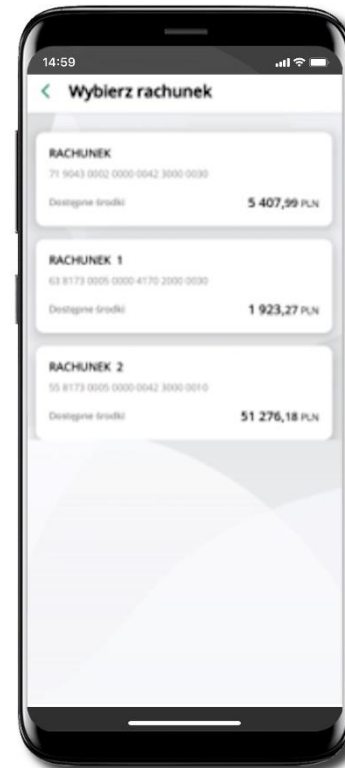 14:59
Wybierz rachunek
RACHUNEK
71 9043 0002 0000 0042 3000 0030
Dostępne środki
5 407,99 PLN
RACHUNEK 1
63 8173 0005 0000 4170 2000 0030
Dostępne środki
1 923,27 PLN
RACHUNEK 2
55 8173 0005 0000 0042 3000 0010
Dostępne środki
51 276,18 PLN